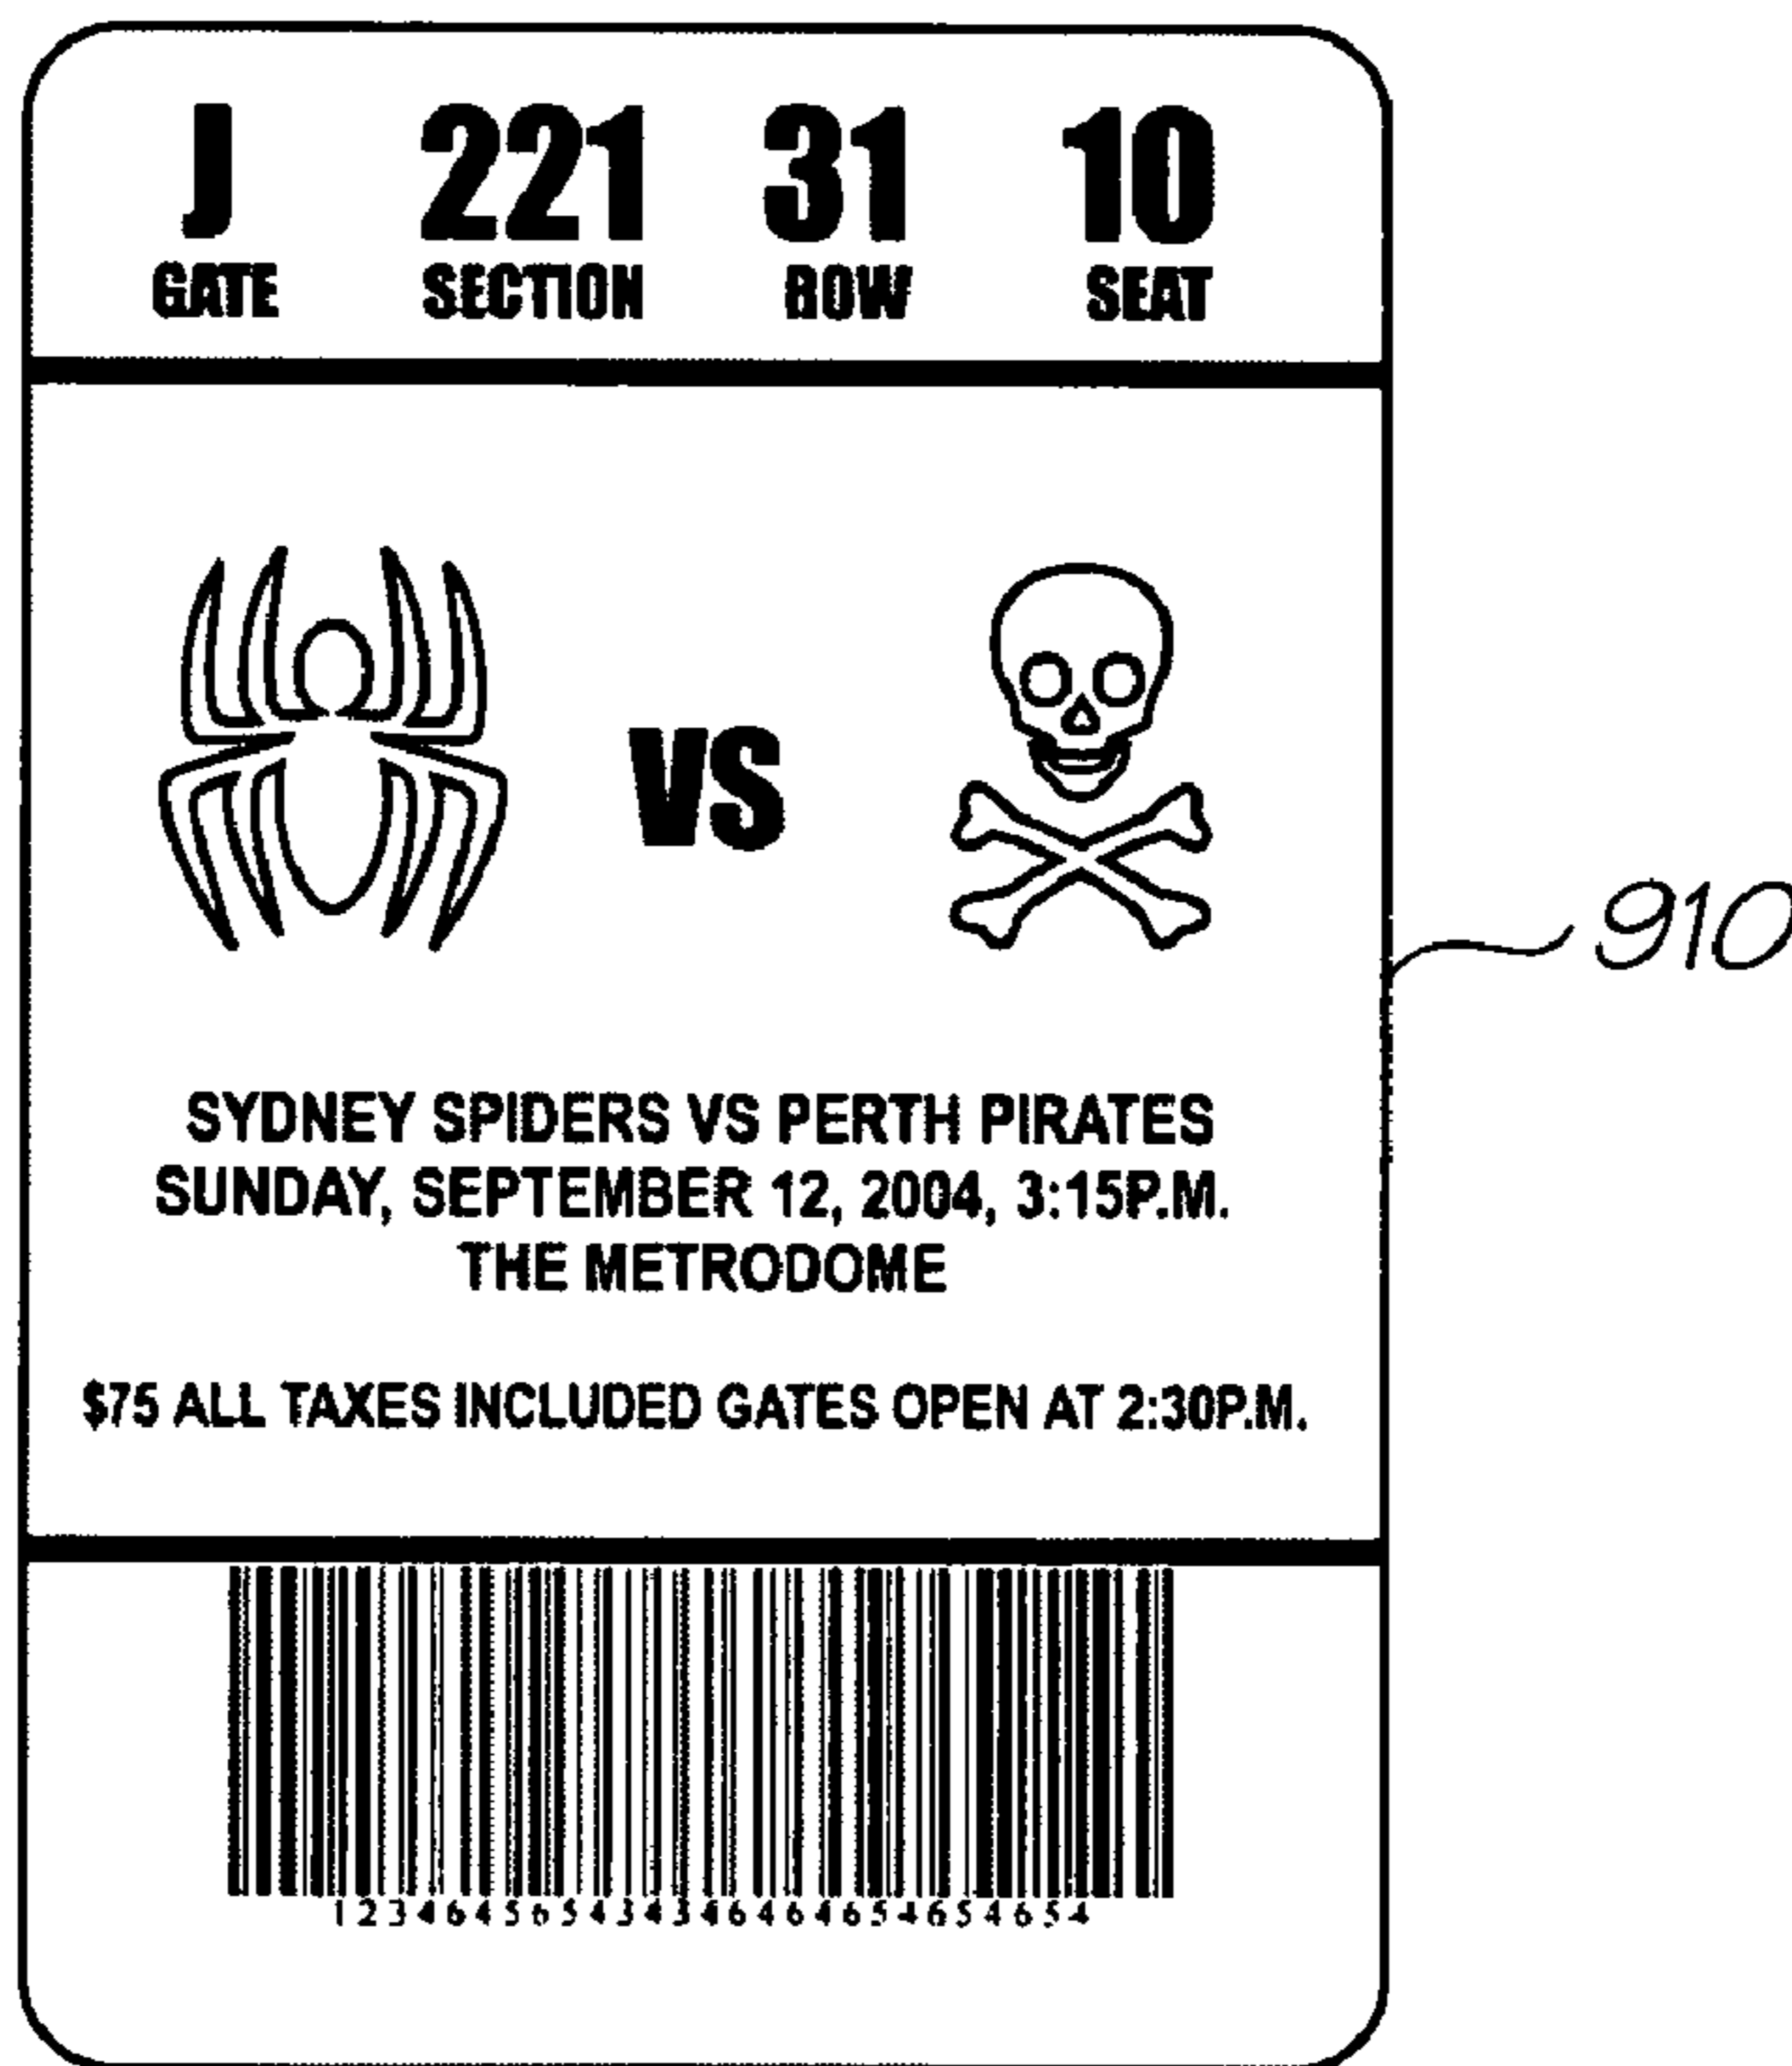 J 221 31 10
GATE SECTION ROW SEAT
VS
910
SYDNEY SPIDERS VS PERTH PIRATES
SUNDAY, SEPTEMBER 12, 2004, 3:15P.M.
THE METRODOME
$75 ALL TAXES INCLUDED GATES OPEN AT 2:30P.M.
123464565434346464654654654